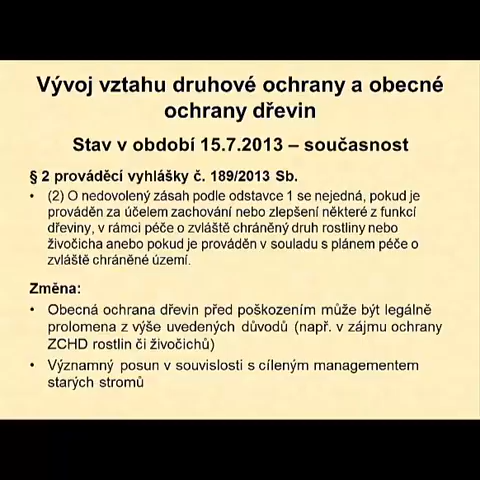 Vývoj vztahu druhové ochrany a obecné
ochrany dřevin
Stav v období 15.7.2013 – současnost
§ 2 prováděcí vyhlášky č. 189/2013 Sb.
• (2) O nedovolený zásah podle odstavce 1 se nejedná, pokud je
prováděn za účelem zachování nebo zlepšení některé z funkcí
dřeviny, v rámci péče o zvláště chráněný druh rostliny nebo
živočicha anebo pokud je prováděn v souladu s plánem péče o
zvláště chráněné území.
Změna:
• Obecná ochrana dřevin před poškozením může být legálně
prolomena z výše uvedených důvodů (např. v zájmu ochrany
ZCHD rostlin či živočichů)
• Významný posun v souvislosti s cíleným managementem
starých stromů